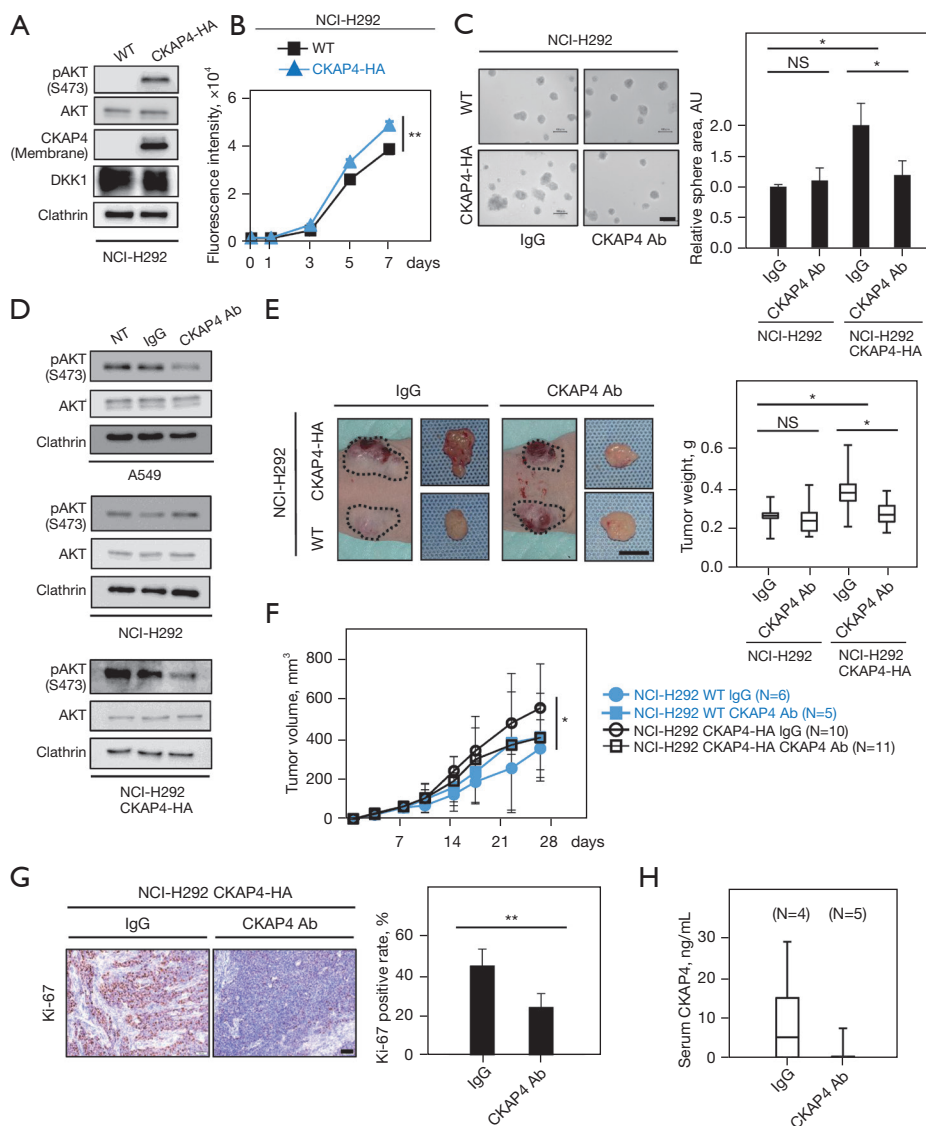 A
WT
CKAP4-HA
pAKT
(S473)
AKT
CKAP4
(Membrane)
DKK1
Clathrin
NCI-H292
B
NCI-H292
WT
CKAP4-HA
Fluorescence intensity, ×10⁴
6
4
2
0
0 1 3 5 7 days
**
C
NCI-H292
WT
CKAP4-HA
IgG
CKAP4 Ab
Relative sphere area, AU
2.0
1.0
0.0
*
NS
*
IgG
CKAP4 Ab
IgG
CKAP4 Ab
NCI-H292
NCI-H292
CKAP4-HA
D
NT
IgG
CKAP4 Ab
pAKT
(S473)
AKT
Clathrin
A549
pAKT
(S473)
AKT
Clathrin
NCI-H292
pAKT
(S473)
AKT
Clathrin
NCI-H292
CKAP4-HA
E
IgG
CKAP4 Ab
NCI-H292
CKAP4-HA
WT
Tumor weight, g
0.6
0.4
0.2
0.0
*
NS
*
IgG
CKAP4 Ab
IgG
CKAP4 Ab
NCI-H292
NCI-H292
CKAP4-HA
F
Tumor volume, mm³
800
600
400
200
0
7 14 21 28 days
*
NCI-H292 WT IgG (N=6)
NCI-H292 WT CKAP4 Ab (N=5)
NCI-H292 CKAP4-HA IgG (N=10)
NCI-H292 CKAP4-HA CKAP4 Ab (N=11)
G
NCI-H292 CKAP4-HA
IgG
CKAP4 Ab
Ki-67
Ki-67 positive rate, %
60
40
20
0
**
IgG
CKAP4 Ab
H
(N=4) (N=5)
Serum CKAP4, ng/mL
30
20
10
0
IgG
CKAP4 Ab